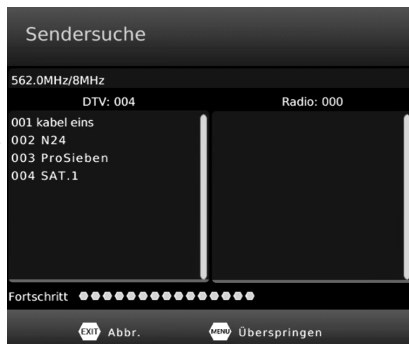 Sendersuche
562.0MHz/8MHz
DTV: 004
Radio: 000
001 kabel eins
002 N24
003 ProSieben
004 SAT.1
Fortschritt
EXIT Abbr.
MENU Überspringen